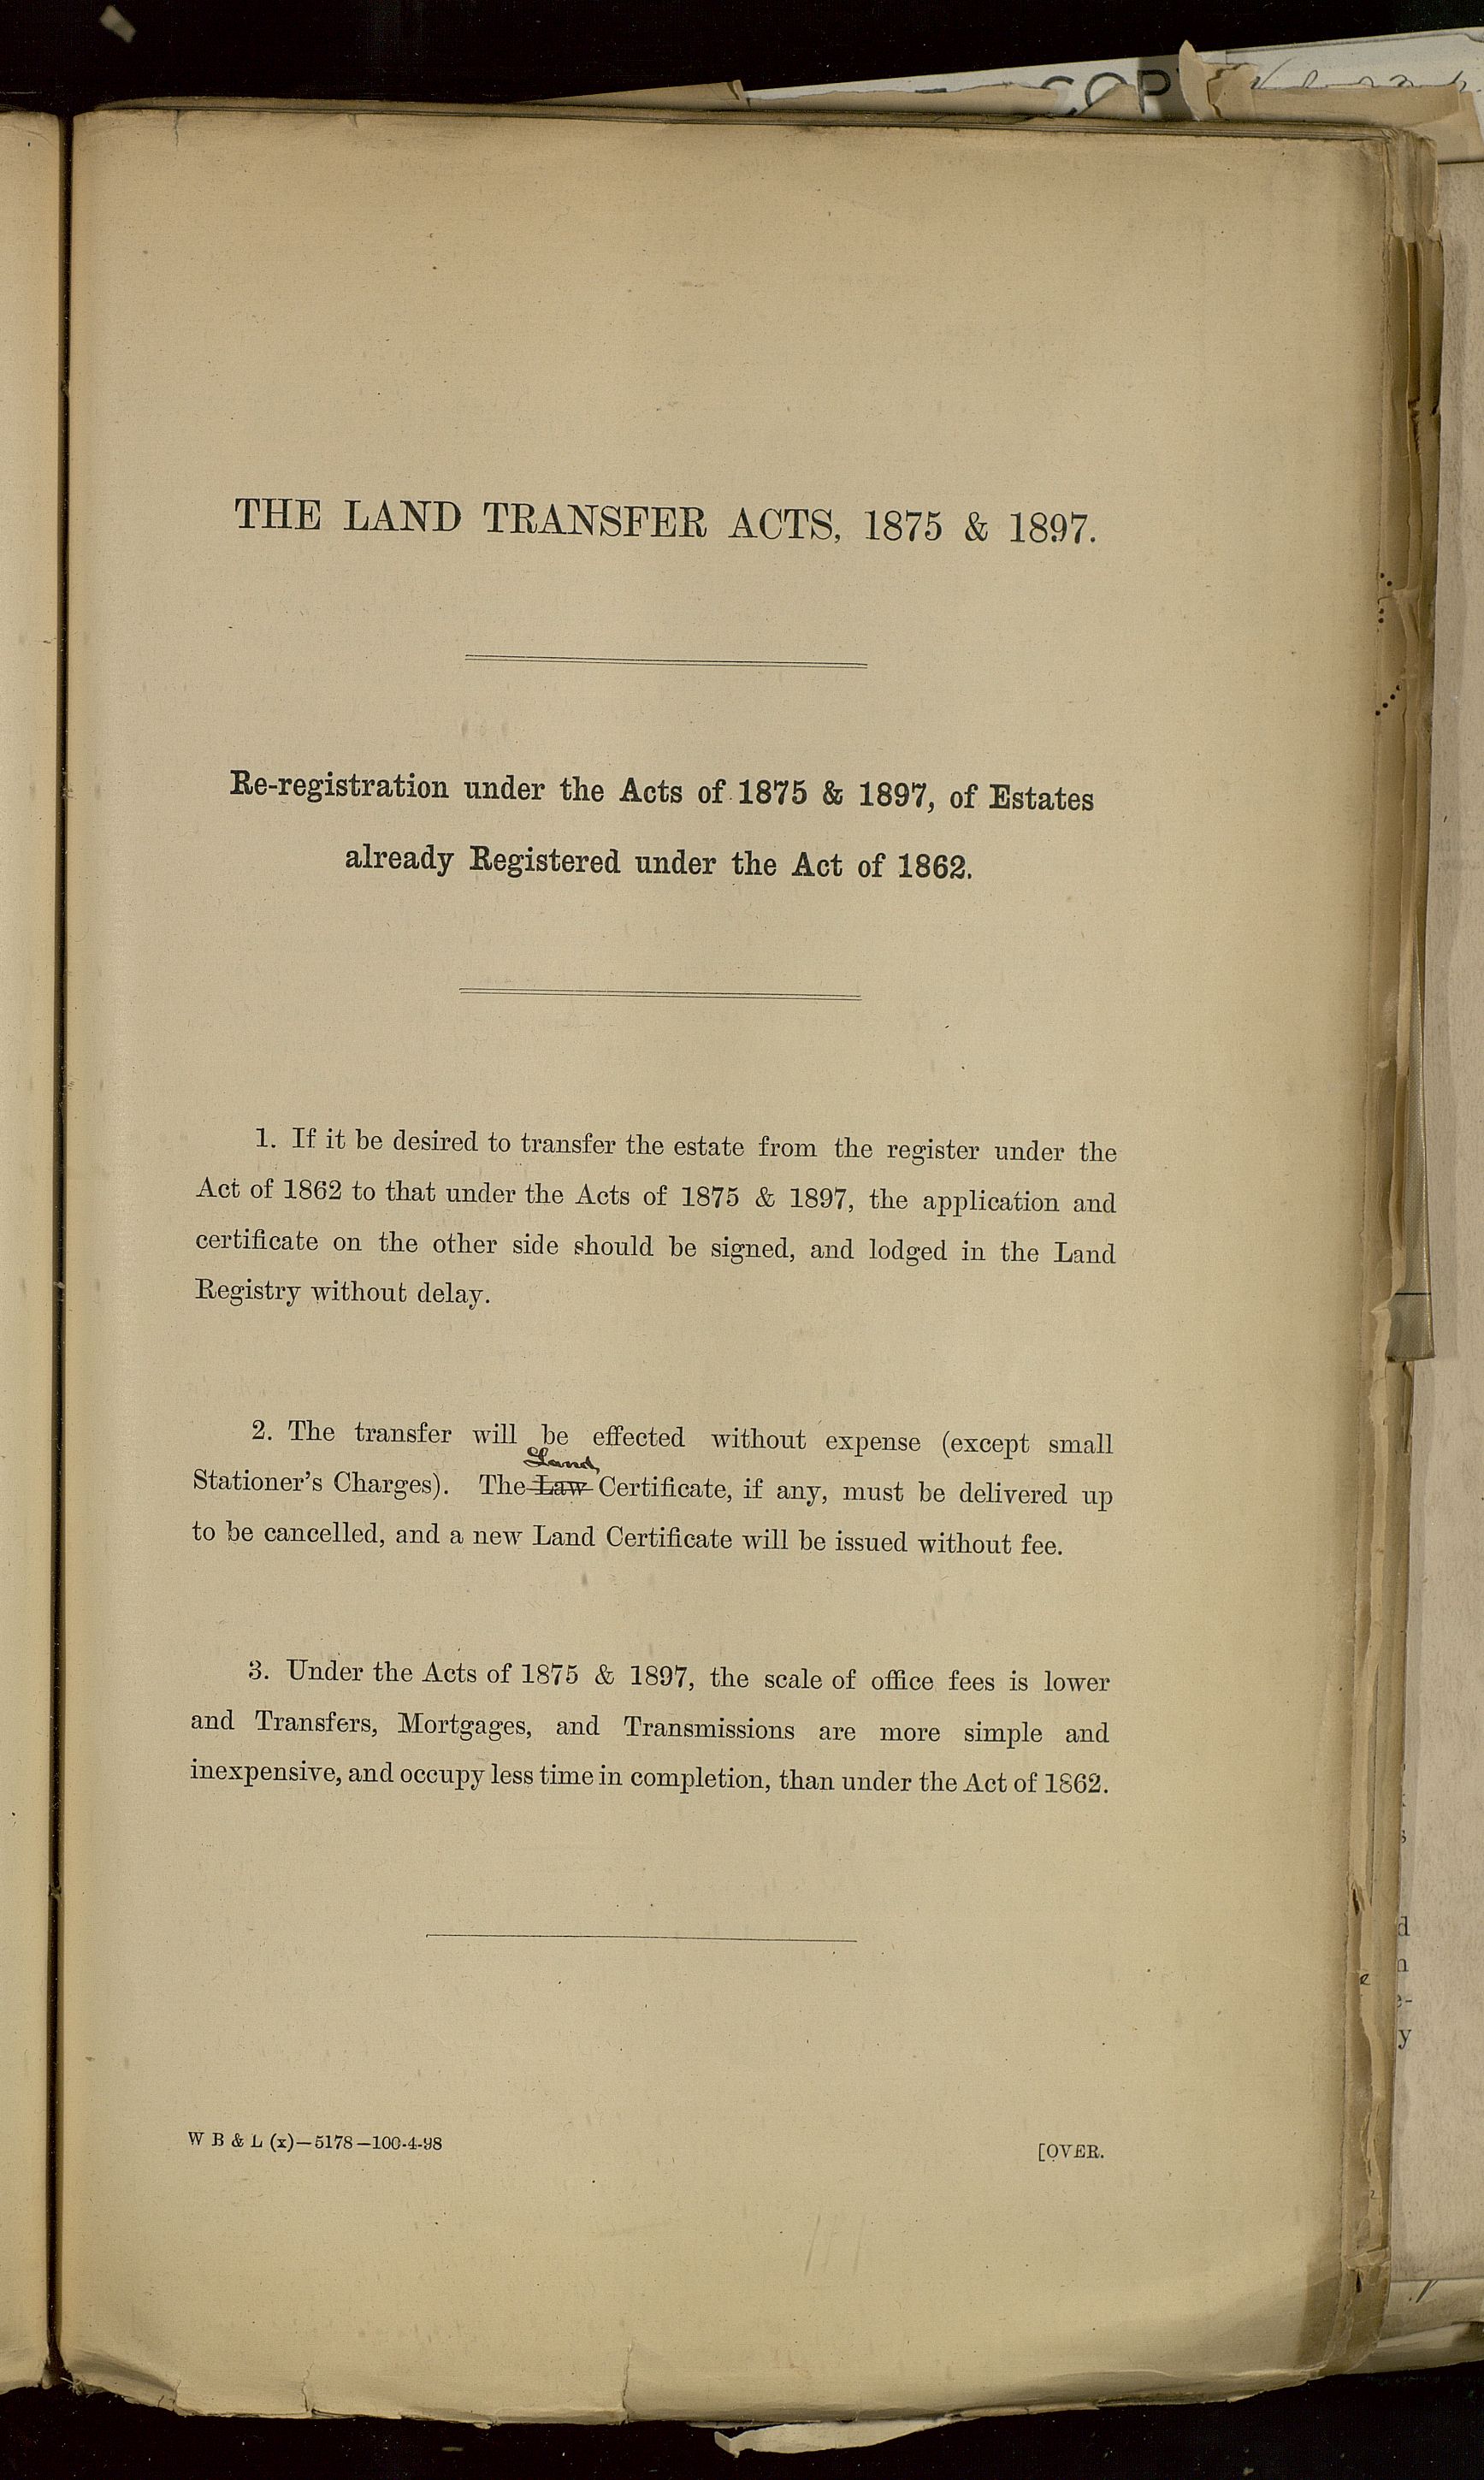 COP
THE LAND TRANSFER ACTS, 1875 & 1897.
Re-registration under the Acts of 1875 & 1897, of Estates
already Registered under the Act of 1862.
1. If it be desired to transfer the estate from the register under the
Act of 1862 to that under the Acts of 1875 & 1897, the application and
certificate on the other side should be signed, and lodged in the Land
Registry without delay.
2. The transfer will be effected without expense (except small
Land
Stationer's Charges). The Law Certificate, if any, must be delivered up
to be cancelled, and a new Land Certificate will be issued without fee.
3. Under the Acts of 1875 & 1897, the scale of office fees is lower
and Transfers, Mortgages, and Transmissions are more simple and
inexpensive, and occupy less time in completion, than under the Act of 1862.
W B & L (x)—5178—100-4-98
[OVER.